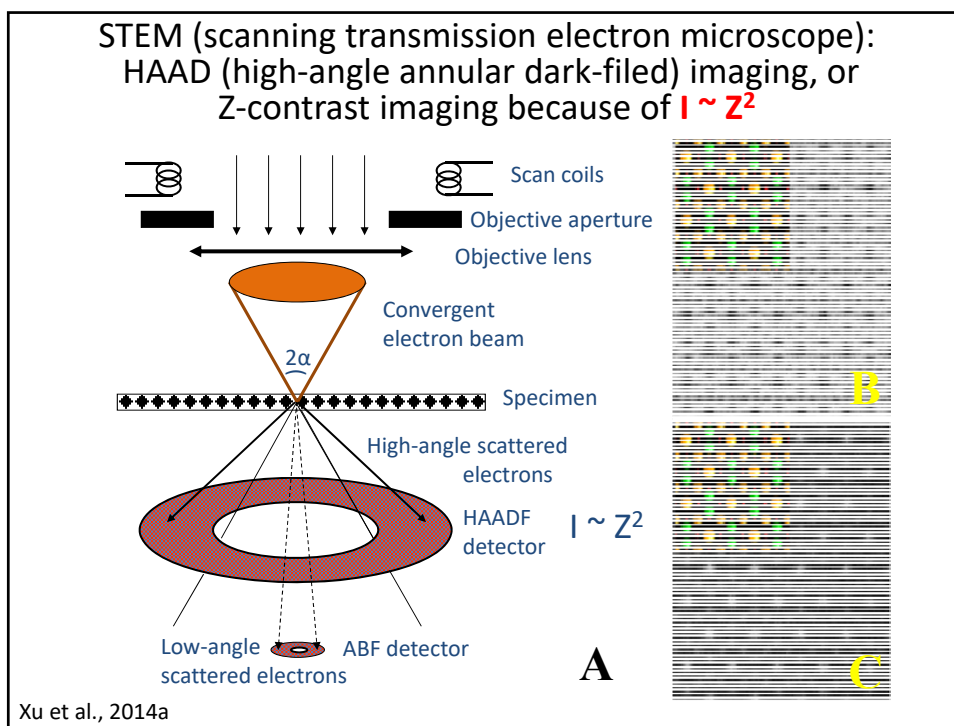 STEM (scanning transmission electron microscope):
HAAD (high-angle annular dark-filed) imaging, or
Z-contrast imaging because of I ~ Z²
Scan coils
Objective aperture
Objective lens
Convergent
electron beam
2α
Specimen
High-angle scattered
electrons
HAADF
detector
I ~ Z²
Low-angle
scattered electrons
ABF detector
A
B
C
Xu et al., 2014a